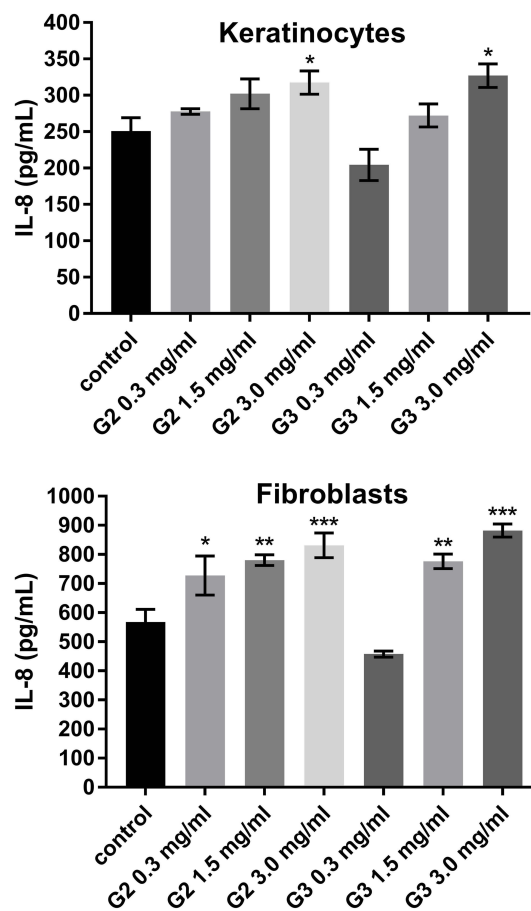 Keratinocytes
IL-8 (pg/mL)
400
350
300
250
200
150
100
50
0
*
*
control
G2 0.3 mg/ml
G2 1.5 mg/ml
G2 3.0 mg/ml
G3 0.3 mg/ml
G3 1.5 mg/ml
G3 3.0 mg/ml
Fibroblasts
IL-8 (pg/mL)
1000
900
800
700
600
500
400
300
200
100
0
*
**
***
**
***
control
G2 0.3 mg/ml
G2 1.5 mg/ml
G2 3.0 mg/ml
G3 0.3 mg/ml
G3 1.5 mg/ml
G3 3.0 mg/ml